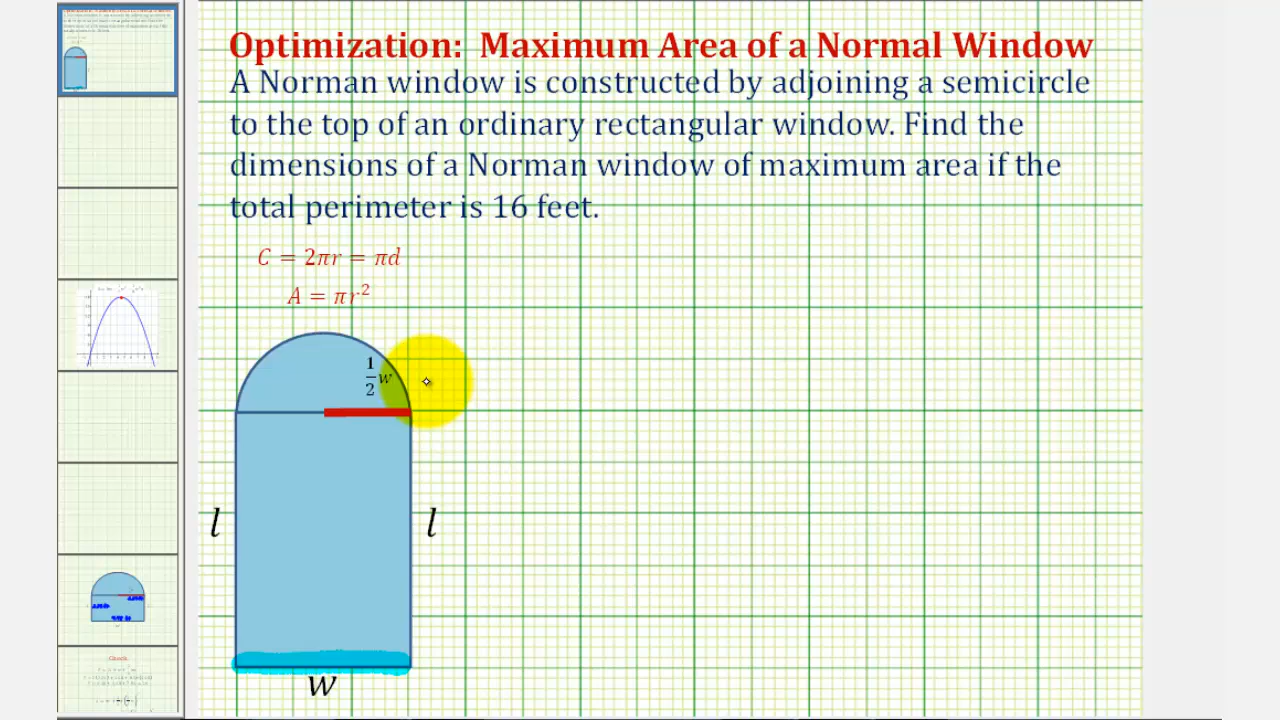 Optimization: Maximum Area of a Normal Window
A Norman window is constructed by adjoining a semicircle
to the top of an ordinary rectangular window. Find the
dimensions of a Norman window of maximum area if the
total perimeter is 16 feet.
C = 2πr = πd
A = πr²
1/2 w
l l
w
Check: